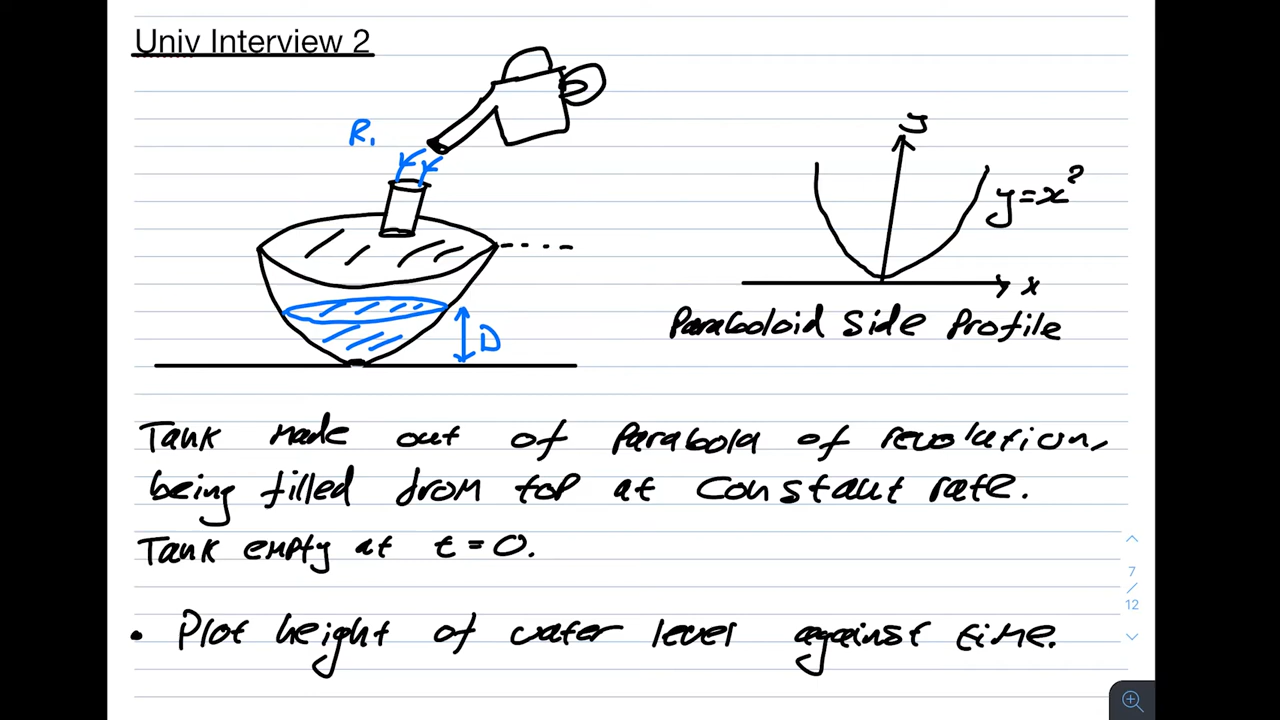 Univ Interview 2
R₁
y
y=x²
x
D
Paraboloid Side Profile
Tank made out of parabola of revolution,
being filled from top at constant rate.
Tank empty at t=0.
• Plot height of water level against time.
7
/
12